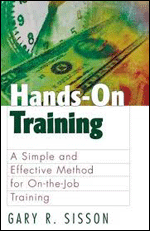 Hands-On
Training
A Simple and
Effective Method
for On-the-Job
Training
GARY R. SISSON